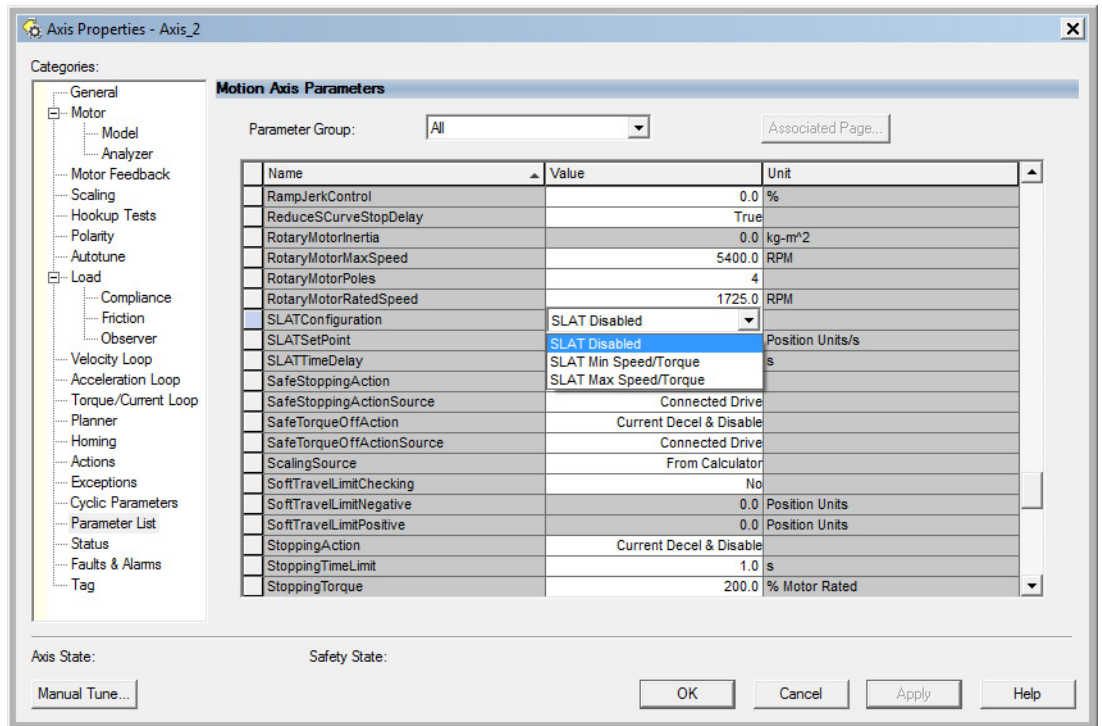 Axis Properties - Axis_2
Categories:
General
Motor
Model
Analyzer
Motor Feedback
Scaling
Hookup Tests
Polarity
Autotune
Load
Compliance
Friction
Observer
Velocity Loop
Acceleration Loop
Torque/Current Loop
Planner
Homing
Actions
Exceptions
Cyclic Parameters
Parameter List
Status
Faults & Alarms
Tag
Motion Axis Parameters
Parameter Group: All Associated Page...
Name Value Unit
RampJerkControl 0.0 %
ReduceSCurveStopDelay True
RotaryMotorInertia 0.0 kg-m^2
RotaryMotorMaxSpeed 5400.0 RPM
RotaryMotorPoles 4
RotaryMotorRatedSpeed 1725.0 RPM
SLATConfiguration SLAT Disabled
SLATSetPoint SLAT Disabled Position Units/s
SLATTimeDelay SLAT Min Speed/Torque s
SafeStoppingAction SLAT Max Speed/Torque
SafeStoppingActionSource Connected Drive
SafeTorqueOffAction Current Decel & Disable
SafeTorqueOffActionSource Connected Drive
ScalingSource From Calculator
SoftTravelLimitChecking No
SoftTravelLimitNegative 0.0 Position Units
SoftTravelLimitPositive 0.0 Position Units
StoppingAction Current Decel & Disable
StoppingTimeLimit 1.0 s
StoppingTorque 200.0 % Motor Rated
Axis State: Safety State:
Manual Tune... OK Cancel Apply Help